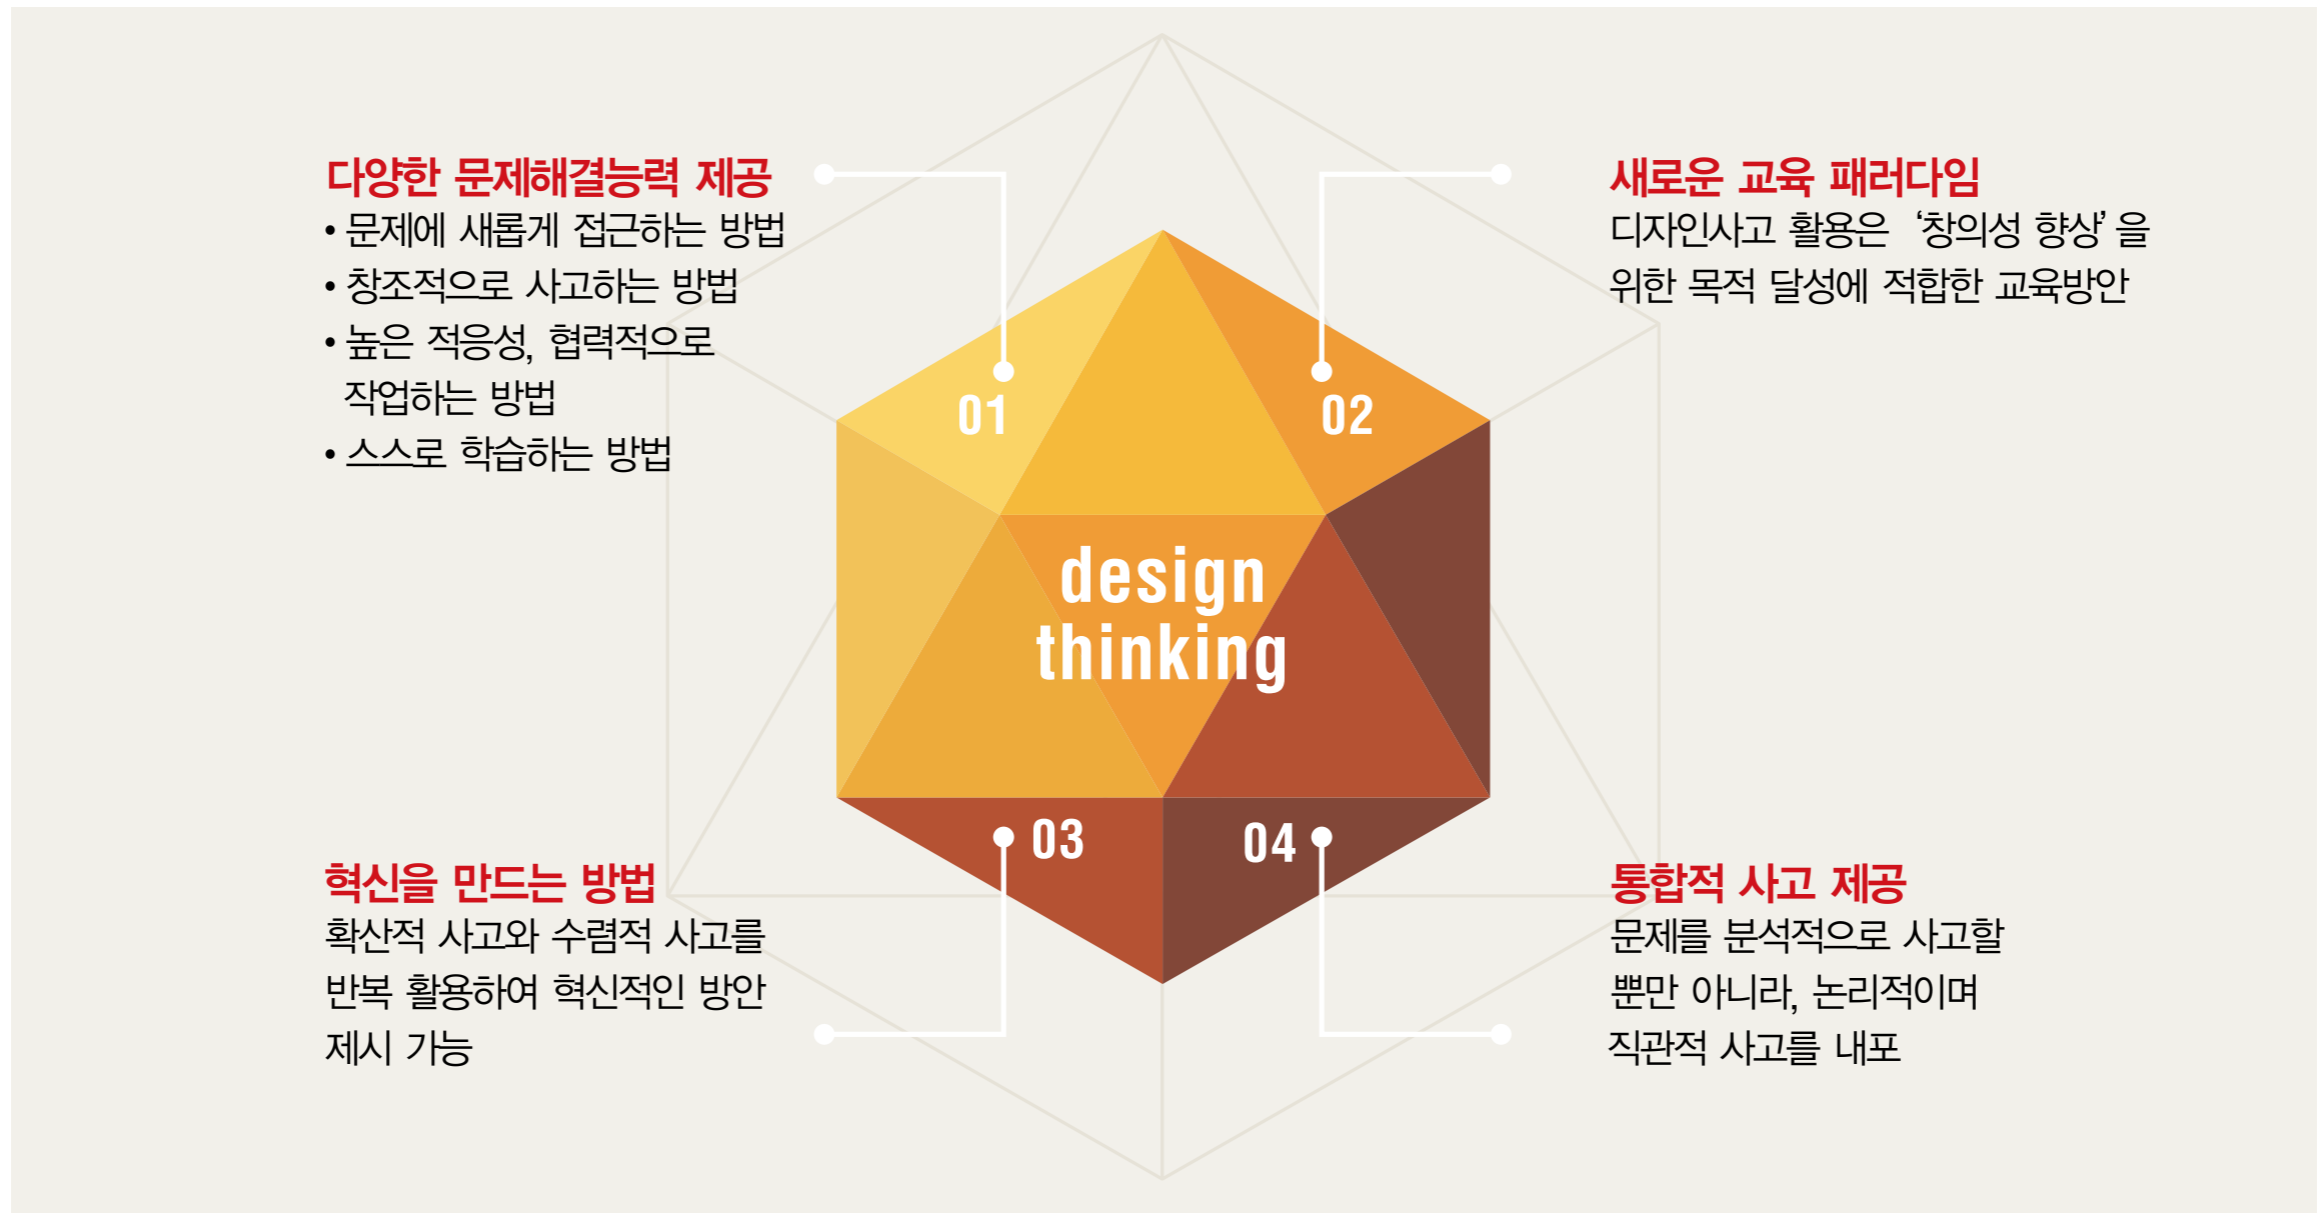 다양한 문제해결능력 제공
• 문제에 새롭게 접근하는 방법
• 창조적으로 사고하는 방법
• 높은 적응성, 협력적으로
작업하는 방법
• 스스로 학습하는 방법
01
새로운 교육 패러다임
디자인사고 활용은 ‘창의성 향상’을
위한 목적 달성에 적합한 교육방안
02
design
thinking
혁신을 만드는 방법
확산적 사고와 수렴적 사고를
반복 활용하여 혁신적인 방안
제시 가능
03
04
통합적 사고 제공
문제를 분석적으로 사고할
뿐만 아니라, 논리적이며
직관적 사고를 내포